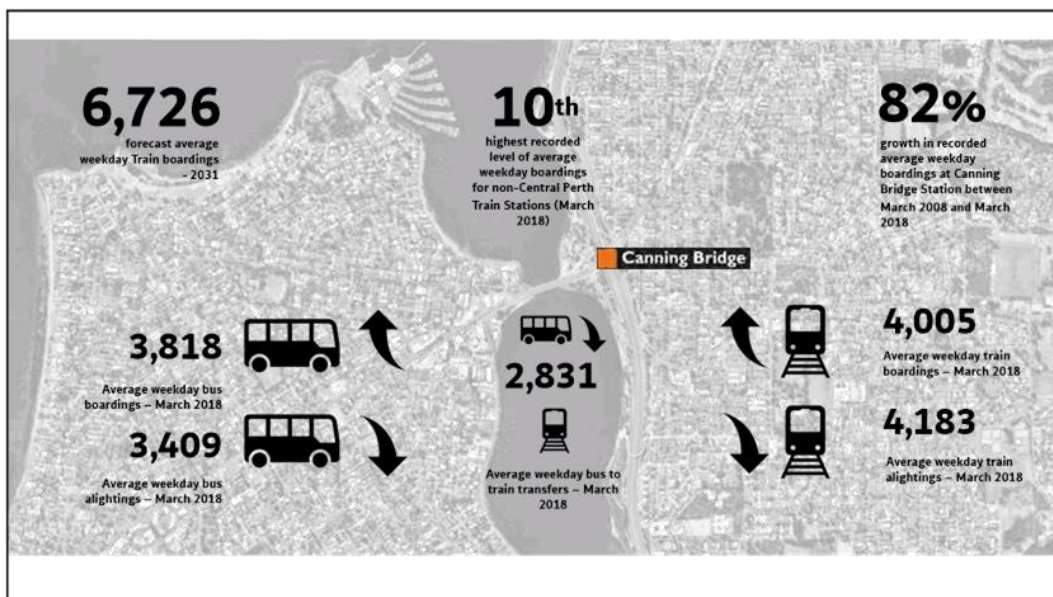 6,726
forecast average
weekday Train boardings
- 2031
10th
highest recorded
level of average
weekday boardings
for non-Central Perth
Train Stations (March
2018)
82%
growth in recorded
average weekday
boardings at Canning
Bridge Station between
March 2008 and March
2018
Canning Bridge
3,818
Average weekday bus
boardings – March 2018
3,409
Average weekday bus
alightings – March 2018
2,831
Average weekday bus to
train transfers – March
2018
4,005
Average weekday train
boardings – March 2018
4,183
Average weekday train
alightings – March 2018